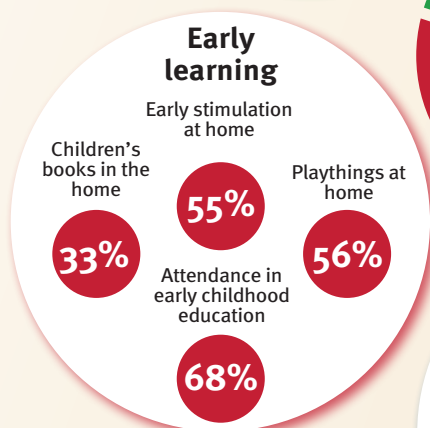 Early
learning
Early stimulation
at home
55%
Children’s
books in the
home
33%
Playthings at
home
56%
Attendance in
early childhood
education
68%